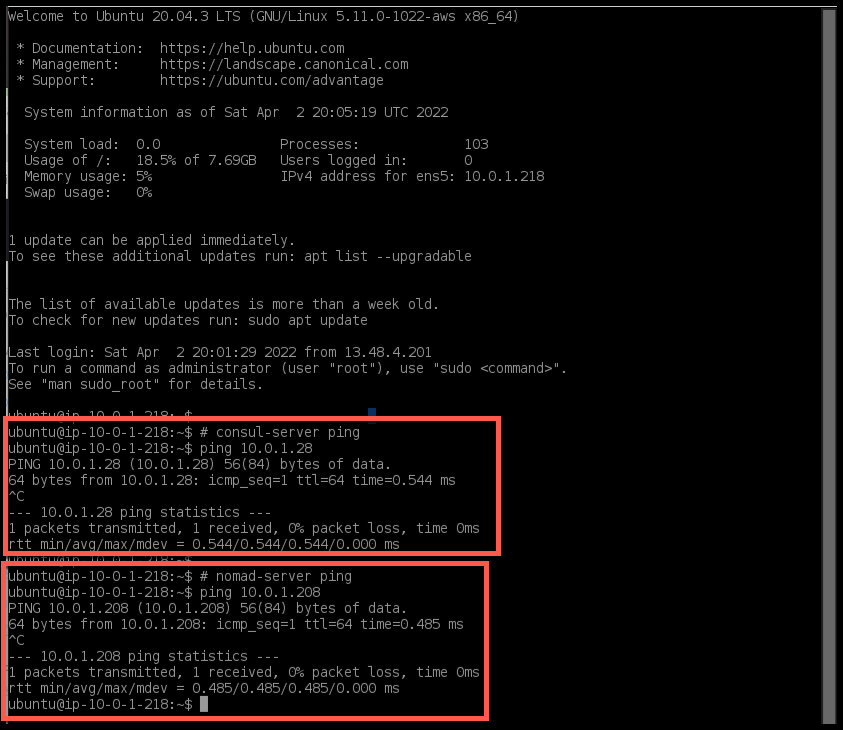 Welcome to Ubuntu 20.04.3 LTS (GNU/Linux 5.11.0-1022-aws x86_64)
* Documentation:  https://help.ubuntu.com
* Management:     https://landscape.canonical.com
* Support:        https://ubuntu.com/advantage
System information as of Sat Apr  2 20:05:19 UTC 2022
System load:  0.0               Processes:             103
Usage of /:   18.5% of 7.69GB   Users logged in:       0
Memory usage: 5%                IPv4 address for ens5: 10.0.1.218
Swap usage:   0%
1 update can be applied immediately.
To see these additional updates run: apt list --upgradable
The list of available updates is more than a week old.
To check for new updates run: sudo apt update
Last login: Sat Apr  2 20:01:29 2022 from 13.48.4.201
To run a command as administrator (user "root"), use "sudo <command>".
See "man sudo_root" for details.
ubuntu@ip-10-0-1-218:~$
ubuntu@ip-10-0-1-218:~$ # consul-server ping
ubuntu@ip-10-0-1-218:~$ ping 10.0.1.28
PING 10.0.1.28 (10.0.1.28) 56(84) bytes of data.
64 bytes from 10.0.1.28: icmp_seq=1 ttl=64 time=0.544 ms
^C
--- 10.0.1.28 ping statistics ---
1 packets transmitted, 1 received, 0% packet loss, time 0ms
rtt min/avg/max/mdev = 0.544/0.544/0.544/0.000 ms
ubuntu@ip-10-0-1-218:~$
ubuntu@ip-10-0-1-218:~$ # nomad-server ping
ubuntu@ip-10-0-1-218:~$ ping 10.0.1.208
PING 10.0.1.208 (10.0.1.208) 56(84) bytes of data.
64 bytes from 10.0.1.208: icmp_seq=1 ttl=64 time=0.485 ms
^C
--- 10.0.1.208 ping statistics ---
1 packets transmitted, 1 received, 0% packet loss, time 0ms
rtt min/avg/max/mdev = 0.485/0.485/0.485/0.000 ms
ubuntu@ip-10-0-1-218:~$